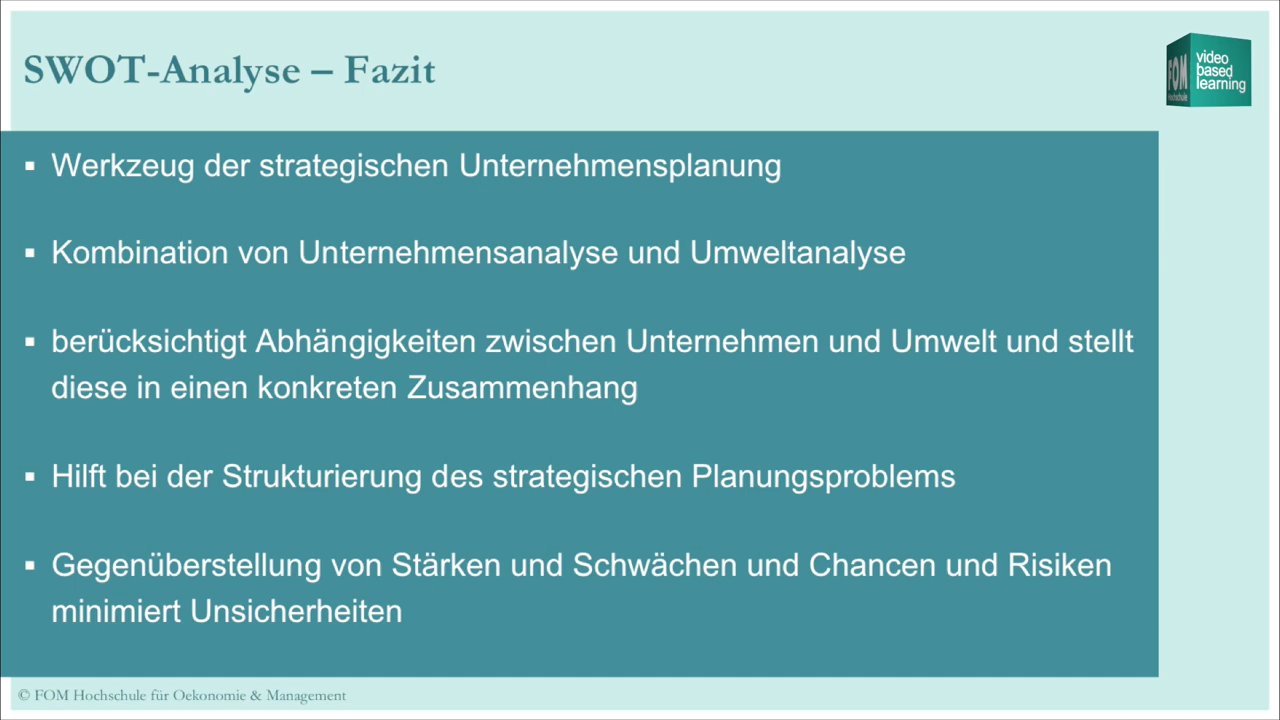 SWOT-Analyse – Fazit
FOM
Hochschule
video
based
learning
▪ Werkzeug der strategischen Unternehmensplanung
▪ Kombination von Unternehmensanalyse und Umweltanalyse
▪ berücksichtigt Abhängigkeiten zwischen Unternehmen und Umwelt und stellt
diese in einen konkreten Zusammenhang
▪ Hilft bei der Strukturierung des strategischen Planungsproblems
▪ Gegenüberstellung von Stärken und Schwächen und Chancen und Risiken
minimiert Unsicherheiten
© FOM Hochschule für Oekonomie & Management